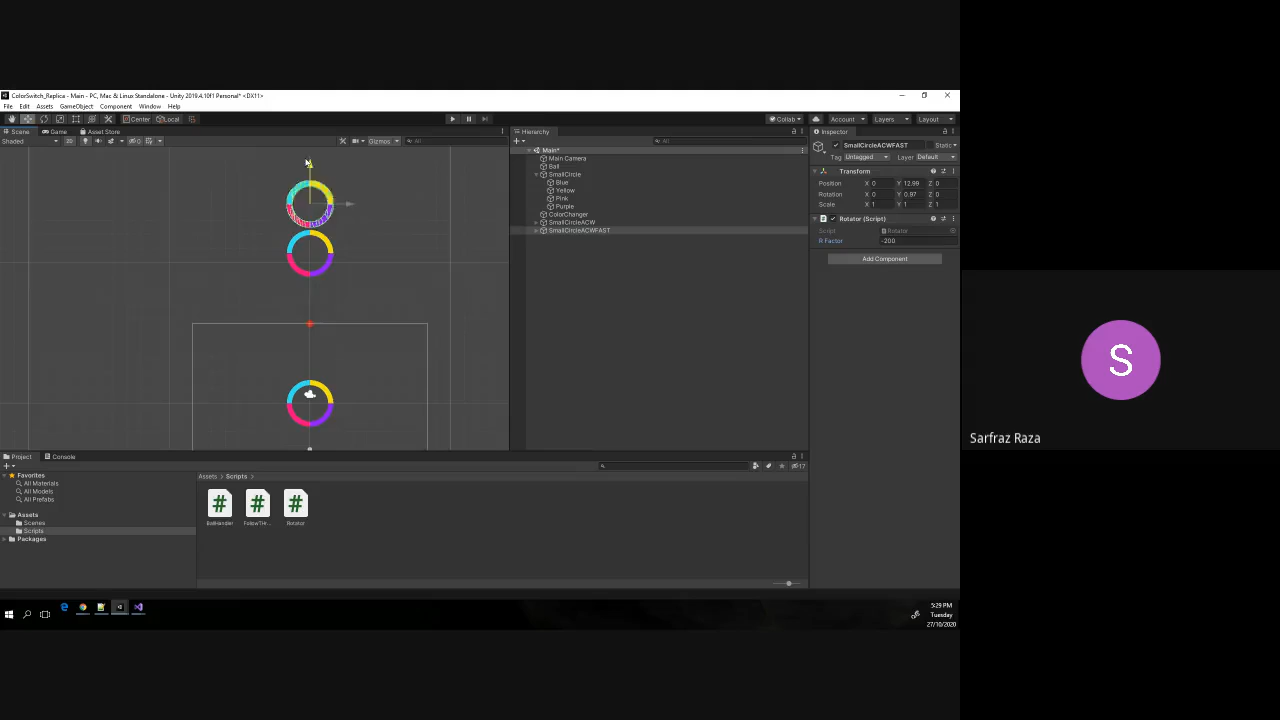 ColorSwitch_Replica - Main - PC, Mac & Linux Standalone - Unity 2019.4.10f1 Personal* <DX11>
File Edit Assets GameObject Component Window Help
Center Local Collab Account Layers Layout
Scene Game Asset Store
Shaded 2D Gizmos All
Hierarchy
All
Main*
Main Camera
Ball
SmallCircle
Blue
Yellow
Pink
Purple
ColorChanger
SmallCircleACW
SmallCircleACWFAST
Inspector
SmallCircleACWFAST Static
Tag Untagged Layer Default
Transform
Position X 0 Y 12.99 Z 0
Rotation X 0 Y 0.97 Z 0
Scale X 1 Y 1 Z 1
Rotator (Script)
Script Rotator
R Factor -200
Add Component
S
Sarfraz Raza
Project Console
17
Favorites
All Materials
All Models
All Prefabs
Assets
Scenes
Scripts
Packages
Assets > Scripts >
# # #
BallHandler FollowTHr... Rotator
5:29 PM
Tuesday
27/10/2020